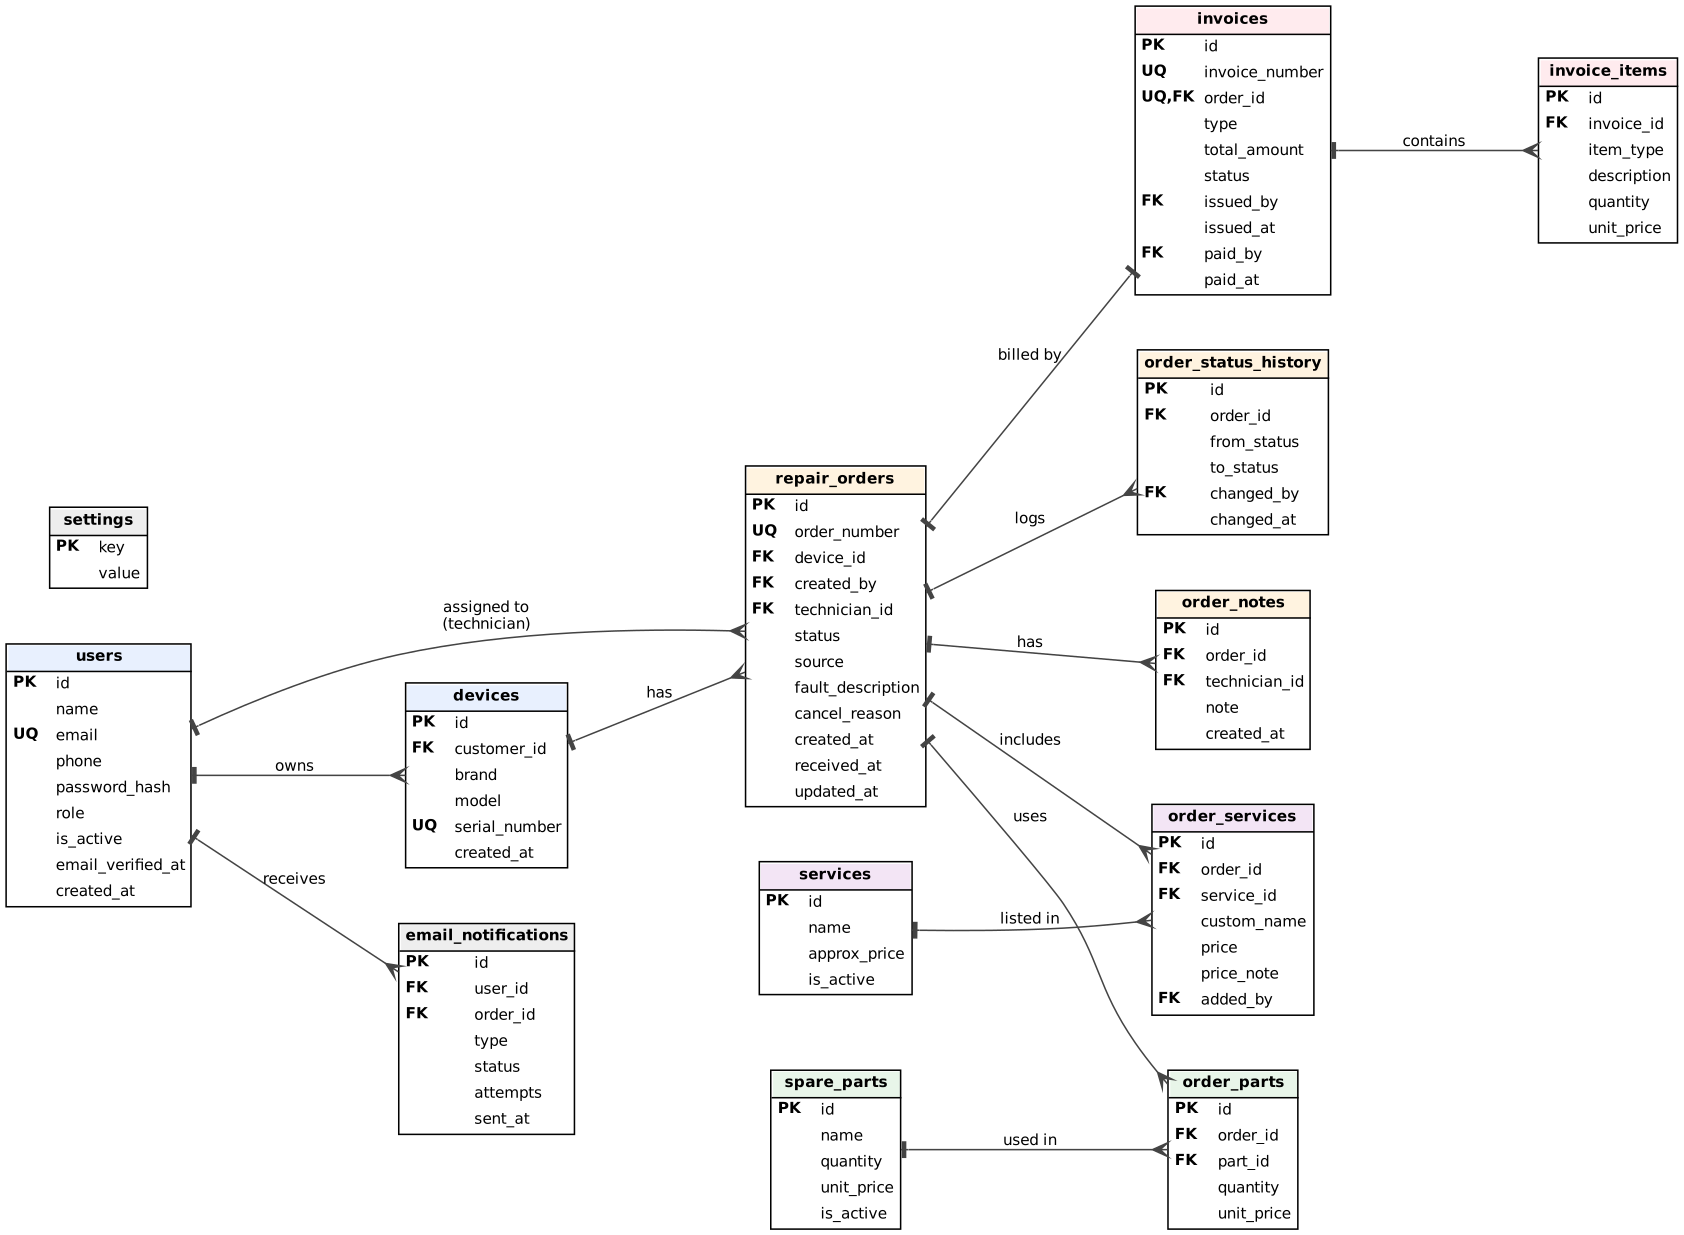 invoices
PK id
UQ invoice_number
UQ,FK order_id
type
total_amount
status
FK issued_by
issued_at
FK paid_by
paid_at
invoice_items
PK id
FK invoice_id
item_type
description
quantity
unit_price
contains
billed by
order_status_history
PK id
FK order_id
from_status
to_status
FK changed_by
changed_at
logs
repair_orders
PK id
UQ order_number
FK device_id
FK created_by
FK technician_id
status
source
fault_description
cancel_reason
created_at
received_at
updated_at
settings
PK key
value
assigned to
(technician)
users
PK id
name
UQ email
phone
password_hash
role
is_active
email_verified_at
created_at
owns
receives
devices
PK id
FK customer_id
brand
model
UQ serial_number
created_at
has
has
order_notes
PK id
FK order_id
FK technician_id
note
created_at
includes
uses
order_services
PK id
FK order_id
FK service_id
custom_name
price
price_note
FK added_by
services
PK id
name
approx_price
is_active
listed in
email_notifications
PK id
FK user_id
FK order_id
type
status
attempts
sent_at
spare_parts
PK id
name
quantity
unit_price
is_active
used in
order_parts
PK id
FK order_id
FK part_id
quantity
unit_price